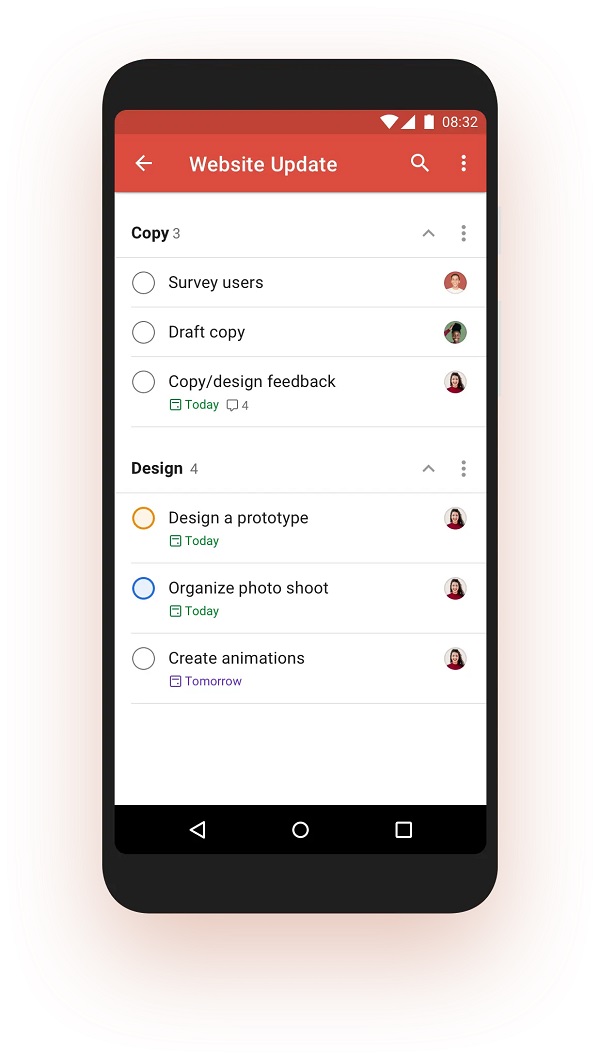 08:32
Website Update
Copy 3
Survey users
Draft copy
Copy/design feedback
Today 4
Design 4
Design a prototype
Today
Organize photo shoot
Today
Create animations
Tomorrow